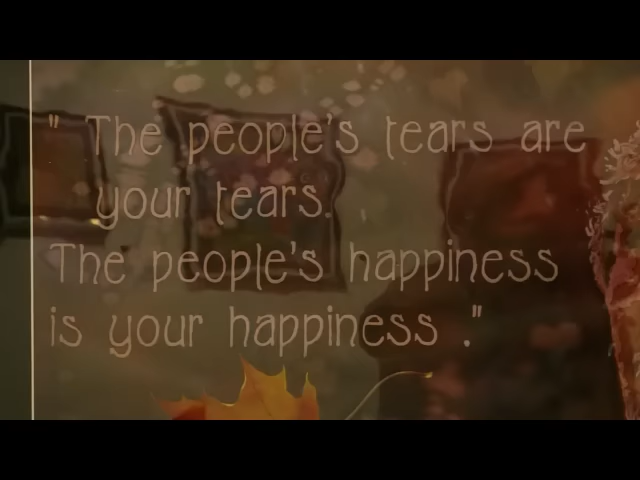 " The people's tears are
your tears.
The people's happiness
is your happiness ."